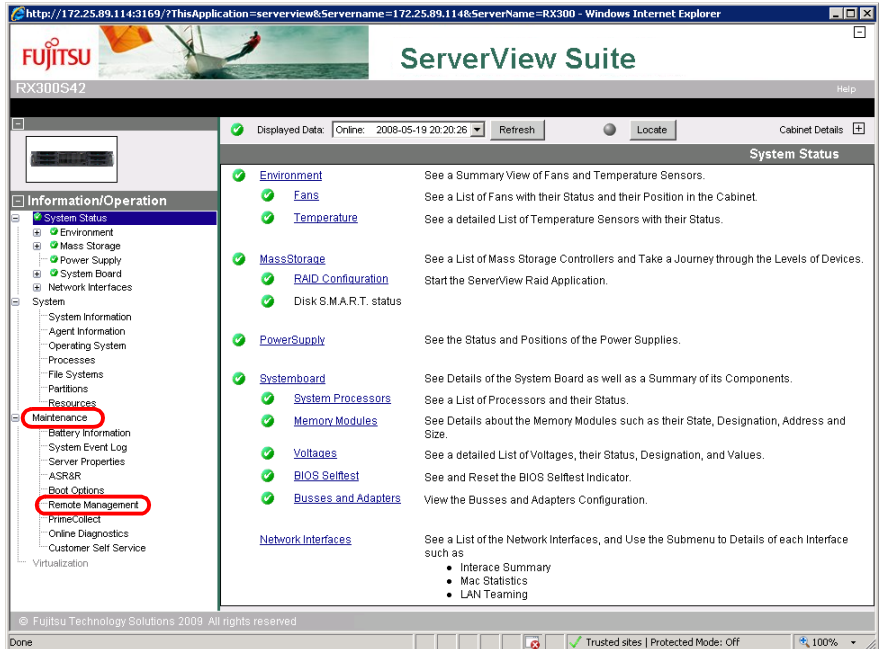 http://172.25.89.114:3169/?ThisApplication=serverview&Servername=172.25.89.114&ServerName=RX300 - Windows Internet Explorer
FUJITSU
ServerView Suite
RX300S42
Help
Displayed Data: Online: 2008-05-19 20:20:26 Refresh Locate Cabinet Details
System Status
Information/Operation
System Status
Environment
Mass Storage
Power Supply
System Board
Network Interfaces
System
System Information
Agent Information
Operating System
Processes
File Systems
Partitions
Resources
Maintenance
Battery Information
System Event Log
Server Properties
ASR&R
Boot Options
Remote Management
PrimeCollect
Online Diagnostics
Customer Self Service
Virtualization
Environment See a Summary View of Fans and Temperature Sensors.
Fans See a List of Fans with their Status and their Position in the Cabinet.
Temperature See a detailed List of Temperature Sensors with their Status.
MassStorage See a List of Mass Storage Controllers and Take a Journey through the Levels of Devices.
RAID Configuration Start the ServerView Raid Application.
Disk S.M.A.R.T. status
PowerSupply See the Status and Positions of the Power Supplies.
Systemboard See Details of the System Board as well as a Summary of its Components.
System Processors See a List of Processors and their Status.
Memory Modules See Details about the Memory Modules such as their State, Designation, Address and
Size.
Voltages See a detailed List of Voltages, their Status, Designation, and Values.
BIOS Selftest See and Reset the BIOS Selftest Indicator.
Busses and Adapters View the Busses and Adapters Configuration.
Network Interfaces See a List of the Network Interfaces, and Use the Submenu to Details of each Interface
such as
• Interace Summary
• Mac Statistics
• LAN Teaming
© Fujitsu Technology Solutions 2009 All rights reserved
Done Trusted sites | Protected Mode: Off 100%